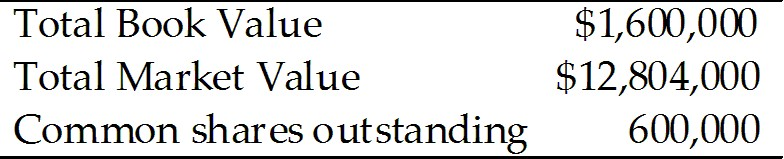 Total Book Value $1,600,000
Total Market Value $12,804,000
Common shares outstanding 600,000